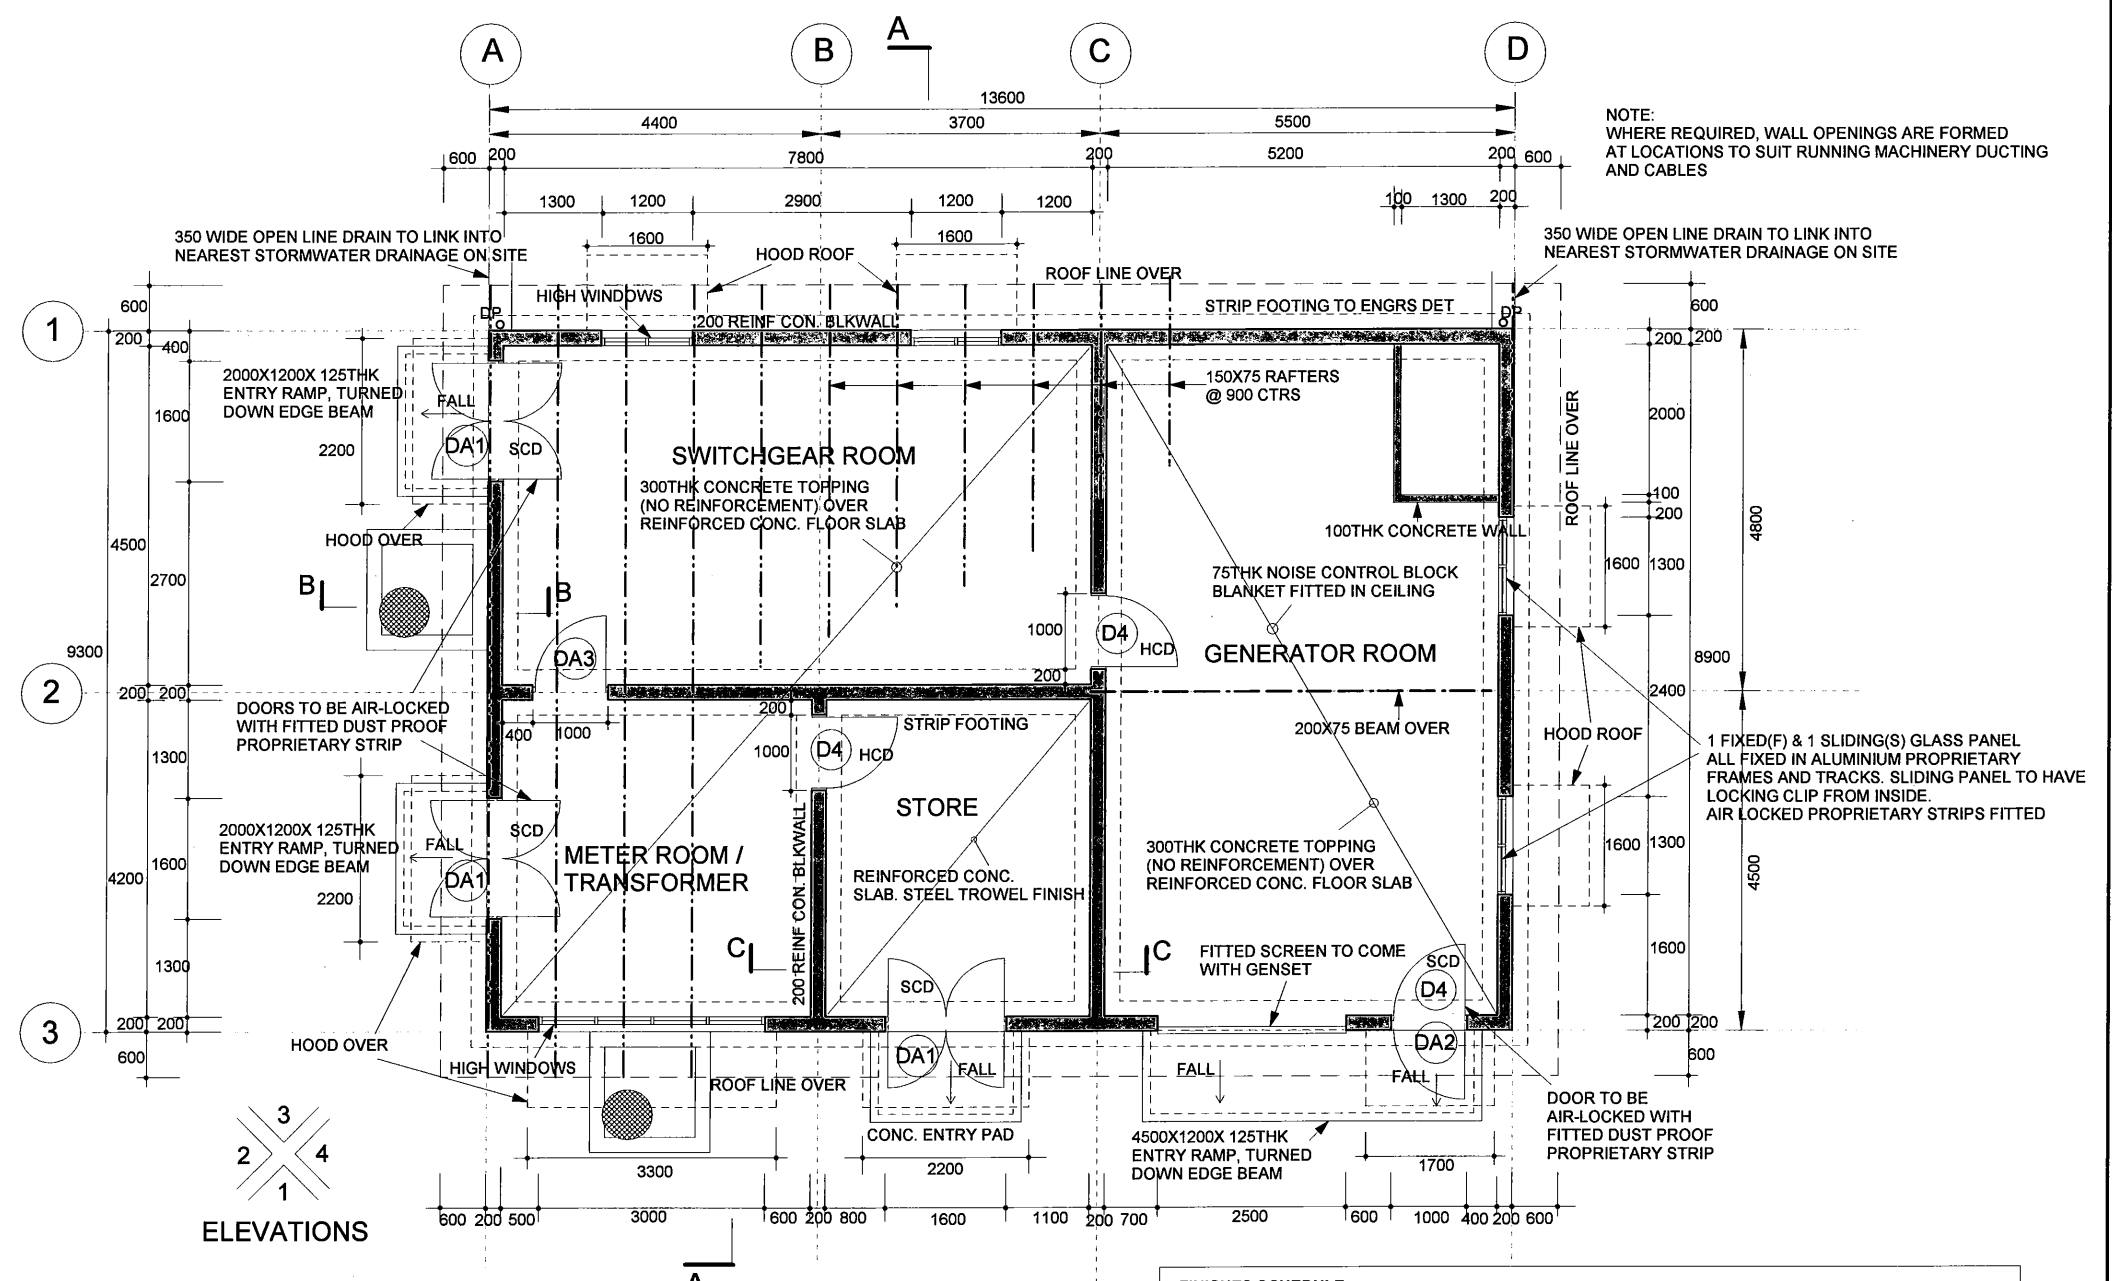 A
B
A
C
D
13600
4400
3700
5500
600
200
7800
200
5200
200
600
1300
1200
2900
1200
1200
100
1300
200
1600
1600
NOTE:
WHERE REQUIRED, WALL OPENINGS ARE FORMED
AT LOCATIONS TO SUIT RUNNING MACHINERY DUCTING
AND CABLES
350 WIDE OPEN LINE DRAIN TO LINK INTO
NEAREST STORMWATER DRAINAGE ON SITE
HOOD ROOF
ROOF LINE OVER
350 WIDE OPEN LINE DRAIN TO LINK INTO
NEAREST STORMWATER DRAINAGE ON SITE
HIGH WINDOWS
STRIP FOOTING TO ENGRS DET
DP
200 REINF CON. BLKWALL
DP
1
600
200
400
1600
2200
4500
2700
9300
200
200
1300
1600
2200
4200
1300
200
200
600
2000X1200X 125THK
ENTRY RAMP, TURNED
DOWN EDGE BEAM
FALL
DA1
SCD
HOOD OVER
SWITCHGEAR ROOM
300THK CONCRETE TOPPING
(NO REINFORCEMENT) OVER
REINFORCED CONC. FLOOR SLAB
150X75 RAFTERS
@ 900 CTRS
100THK CONCRETE WALL
ROOF LINE OVER
75THK NOISE CONTROL BLOCK
BLANKET FITTED IN CEILING
B
B
DA3
1000
200
D4
HCD
GENERATOR ROOM
600
200
200
2000
100
200
1600
1300
4800
8900
2400
1600
1300
4500
1600
200
200
600
2
DOORS TO BE AIR-LOCKED
WITH FITTED DUST PROOF
PROPRIETARY STRIP
400
1000
200
1000
D4
HCD
STRIP FOOTING
200X75 BEAM OVER
HOOD ROOF
1 FIXED(F) & 1 SLIDING(S) GLASS PANEL
ALL FIXED IN ALUMINIUM PROPRIETARY
FRAMES AND TRACKS. SLIDING PANEL TO HAVE
LOCKING CLIP FROM INSIDE.
AIR LOCKED PROPRIETARY STRIPS FITTED
2000X1200X 125THK
ENTRY RAMP, TURNED
DOWN EDGE BEAM
FALL
SCD
DA1
METER ROOM /
TRANSFORMER
200 REINF CON. BLKWALL
STORE
REINFORCED CONC.
SLAB. STEEL TROWEL FINISH
300THK CONCRETE TOPPING
(NO REINFORCEMENT) OVER
REINFORCED CONC. FLOOR SLAB
C
C
FITTED SCREEN TO COME
WITH GENSET
SCD
SCD
D4
3
HOOD OVER
HIGH WINDOWS
ROOF LINE OVER
DA1
FALL
FALL
DA2
FALL
CONC. ENTRY PAD
4500X1200X 125THK
ENTRY RAMP, TURNED
DOWN EDGE BEAM
DOOR TO BE
AIR-LOCKED WITH
FITTED DUST PROOF
PROPRIETARY STRIP
3300
2200
1700
600
200
500
3000
600
200
800
1600
1100
200
700
2500
600
1000
400
200
600
3
2
4
1
ELEVATIONS
A